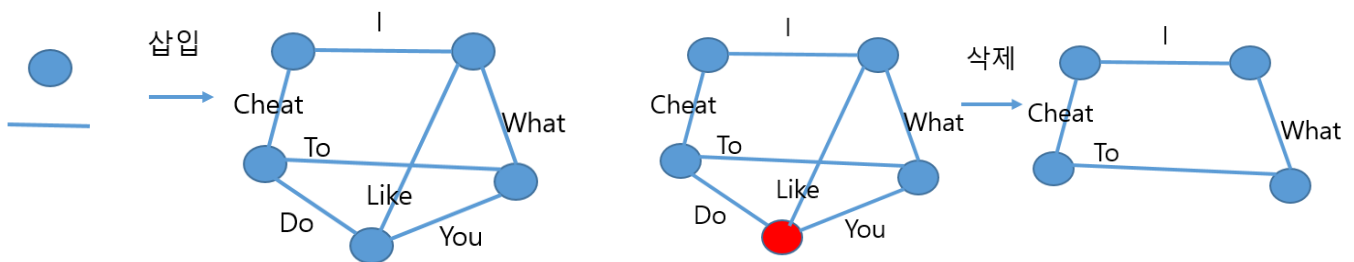 삽입
I
Cheat
What
To
Like
Do
You
I
Cheat
What
To
Like
Do
You
삭제
I
Cheat
What
To